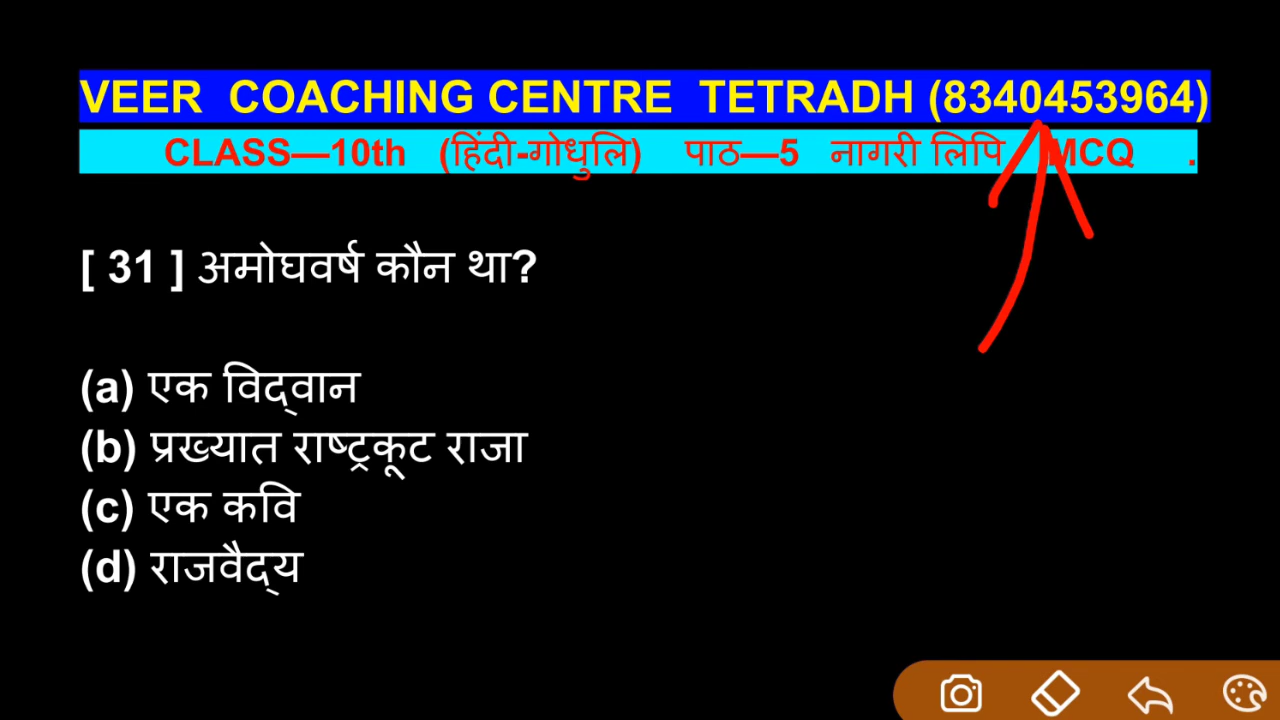 VEER COACHING CENTRE TETRADH (8340453964)
CLASS—10th (हिंदी-गोधुलि) पाठ—5 नागरी लिपि MCQ .
[ 31 ] अमोघवर्ष कौन था?
(a) एक विद्‌वान
(b) प्रख्यात राष्ट्रकूट राजा
(c) एक कवि
(d) राजवैद्‌य